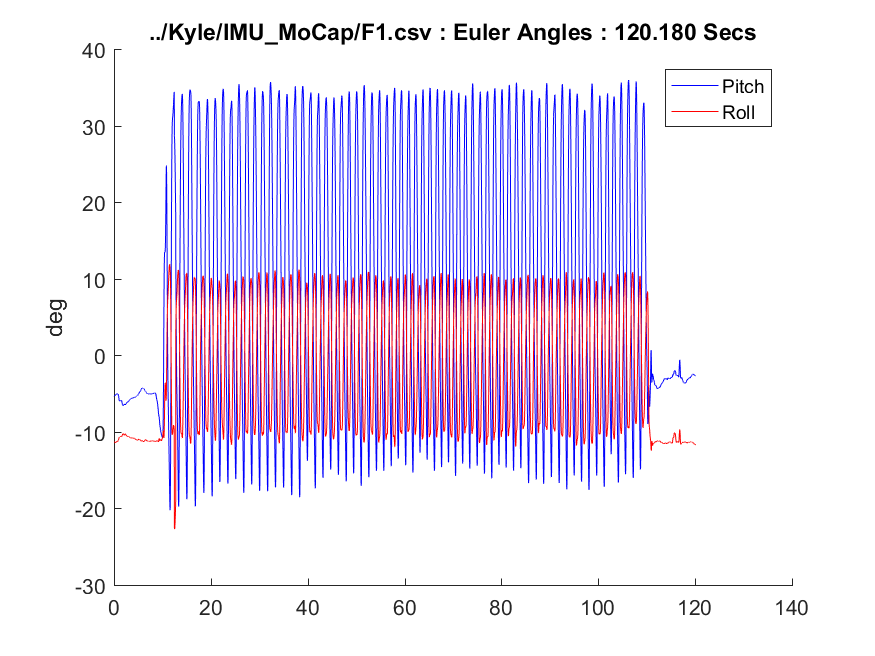 ../Kyle/IMU_MoCap/F1.csv : Euler Angles : 120.180 Secs
40
30
20
10
0
-10
-20
-30
deg
Pitch
Roll
0 20 40 60 80 100 120 140